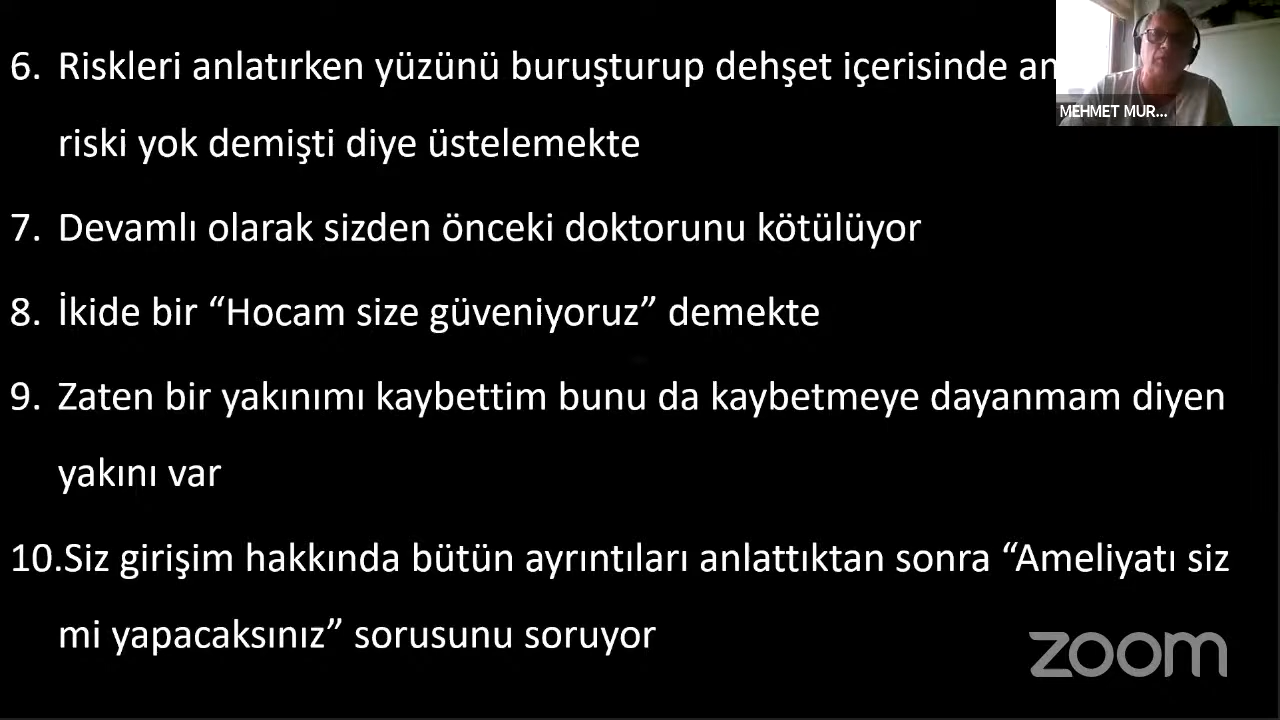 6. Riskleri anlatırken yüzünü buruşturup dehşet içerisinde
riski yok demişti diye üstelemekte
7. Devamlı olarak sizden önceki doktorunu kötülüyor
8. İkide bir “Hocam size güveniyoruz” demekte
9. Zaten bir yakınımı kaybettim bunu da kaybetmeye dayanmam diyen
yakını var
10.Siz girişim hakkında bütün ayrıntıları anlattıktan sonra “Ameliyatı siz
mi yapacaksınız” sorusunu soruyor
MEHMET MUR...
zoom